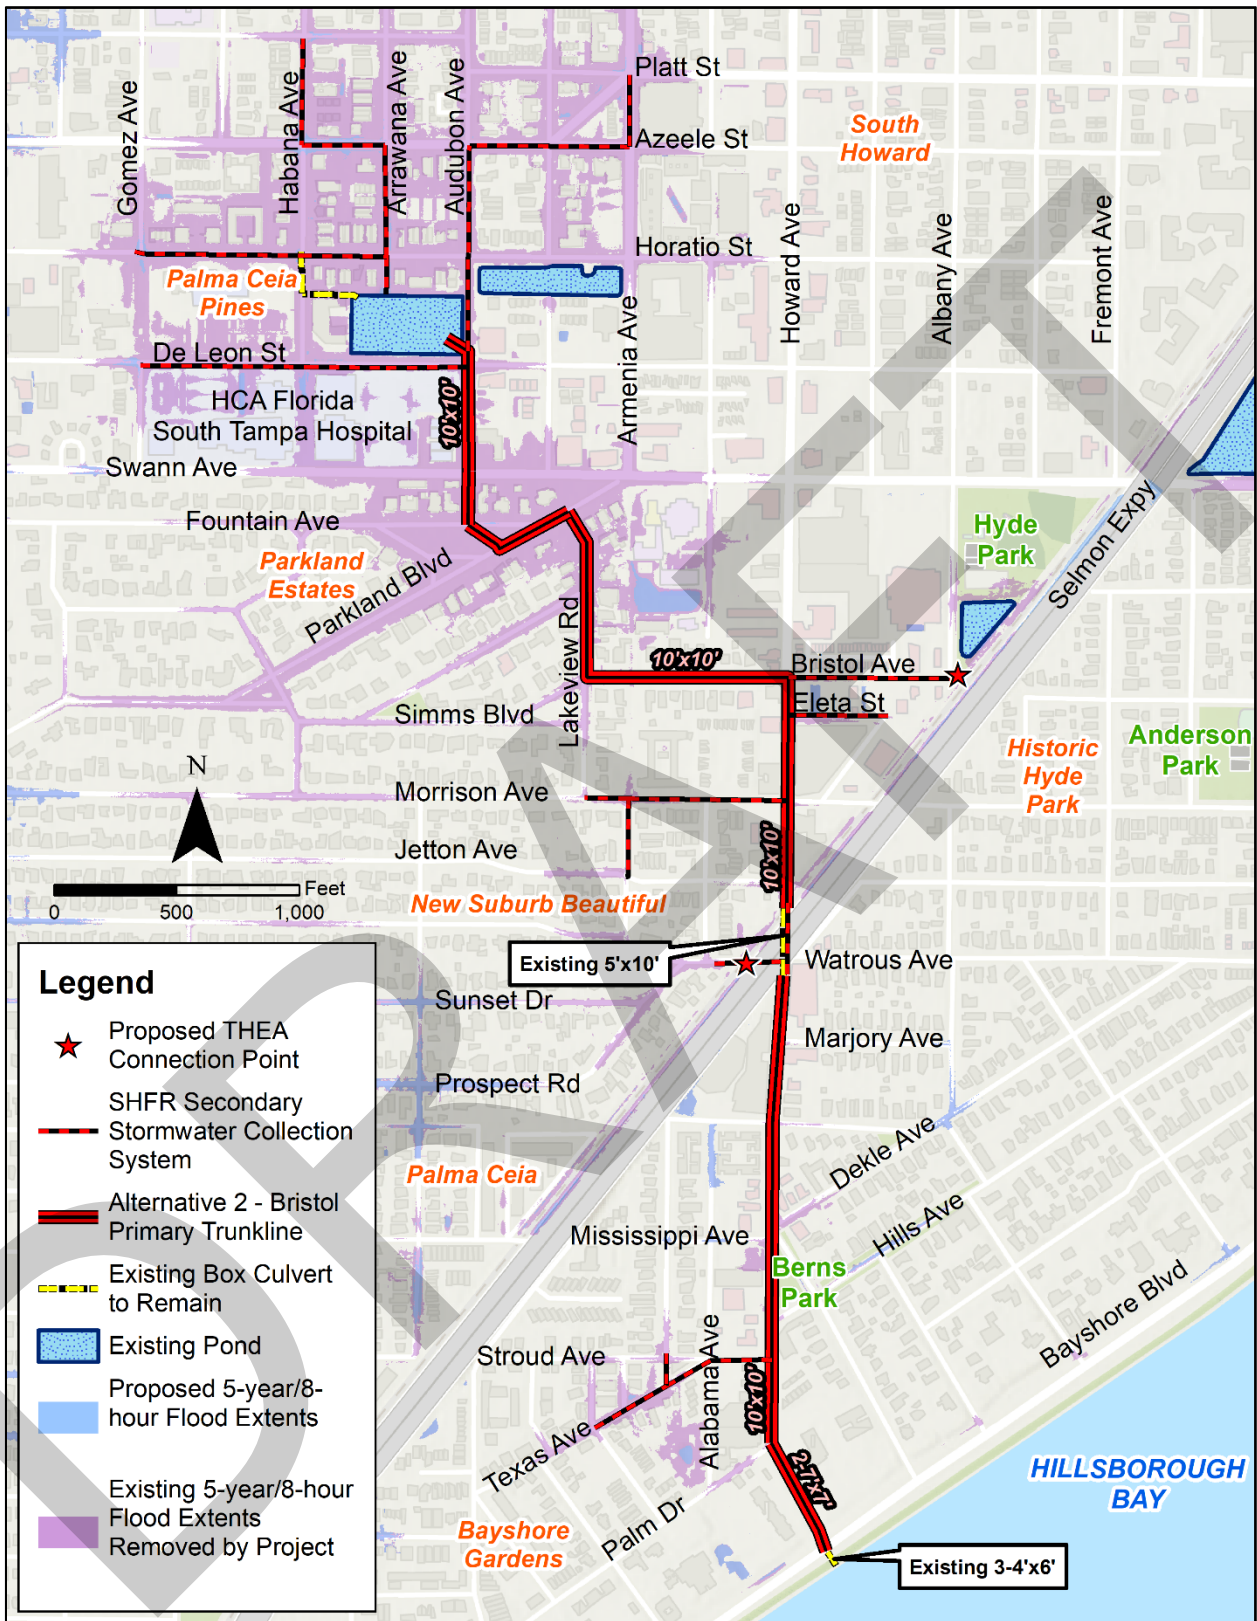 Platt St
Azeele St
South
Howard
Gomez Ave
Habana Ave
Arrawana Ave
Audubon Ave
Horatio St
Howard Ave
Albany Ave
Fremont Ave
Palma Ceia
Pines
Armenia Ave
De Leon St
HCA Florida
South Tampa Hospital
10'x10'
Swann Ave
Fountain Ave
Parkland
Estates
Parkland Blvd
Hyde
Park
Selmon Expy
Lakeview Rd
10'x10'
Bristol Ave
Eleta St
Simms Blvd
Historic
Hyde
Park
Anderson
Park
N
Morrison Ave
Jetton Ave
10'x10'
Feet
0 500 1,000
New Suburb Beautiful
Existing 5'x10'
Watrous Ave
Sunset Dr
Marjory Ave
Prospect Rd
Dekle Ave
Palma Ceia
Hills Ave
Mississippi Ave
Berns
Park
Bayshore Blvd
Stroud Ave
Alabama Ave
10'x10'
Texas Ave
2-7'x7'
Palm Dr
HILLSBOROUGH
BAY
Bayshore
Gardens
Existing 3-4'x6'
Legend
Proposed THEA
Connection Point
SHFR Secondary
Stormwater Collection
System
Alternative 2 - Bristol
Primary Trunkline
Existing Box Culvert
to Remain
Existing Pond
Proposed 5-year/8-
hour Flood Extents
Existing 5-year/8-hour
Flood Extents
Removed by Project
DRAFT